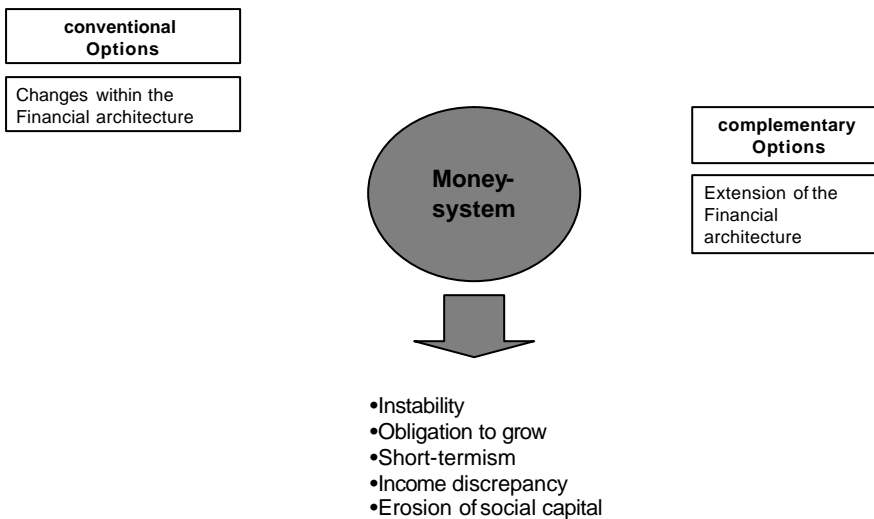 conventional
Options
Changes within the
Financial architecture
Money-
system
complementary
Options
Extension of the
Financial
architecture
•Instability
•Obligation to grow
•Short-termism
•Income discrepancy
•Erosion of social capital